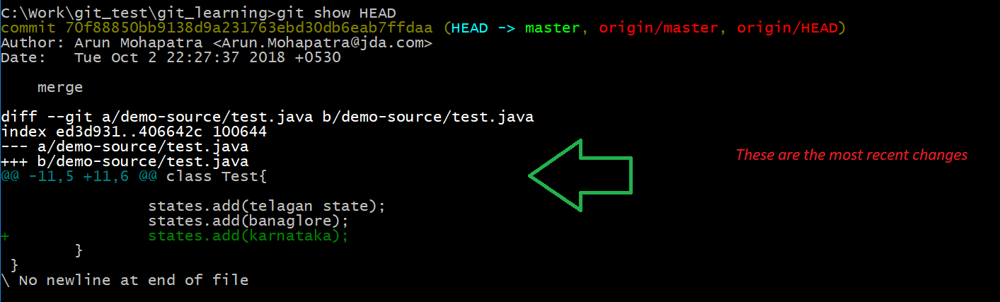 C:\Work\git_test\git_learning>git show HEAD
commit 70f88850bb9138d9a231763ebd30db6eab7ffdaa (HEAD -> master, origin/master, origin/HEAD)
Author: Arun Mohapatra <Arun.Mohapatra@jda.com>
Date:   Tue Oct 2 22:27:37 2018 +0530
    merge
diff --git a/demo-source/test.java b/demo-source/test.java
index ed3d931..406642c 100644
--- a/demo-source/test.java
+++ b/demo-source/test.java
These are the most recent changes
@@ -11,5 +11,6 @@ class Test{
                states.add(telagan state);
                states.add(banaglore);
+               states.add(karnataka);
        }
 }
\ No newline at end of file